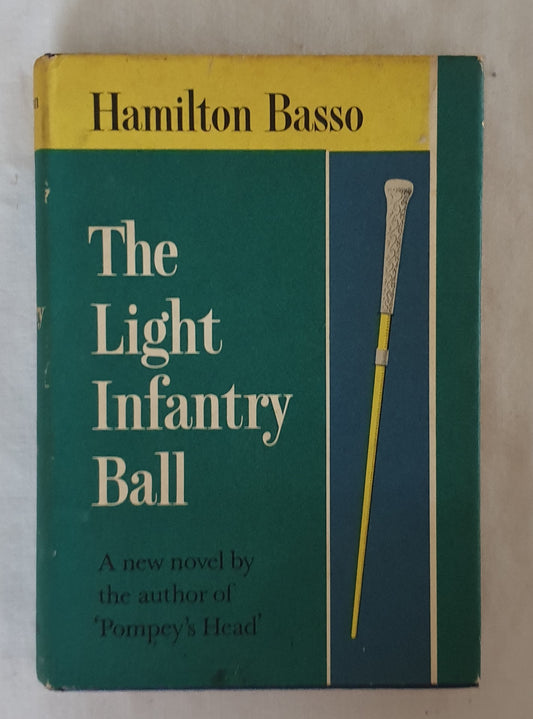 Hamilton Basso
The
Light
Infantry
Ball
A new novel by
the author of
'Pompey's Head'